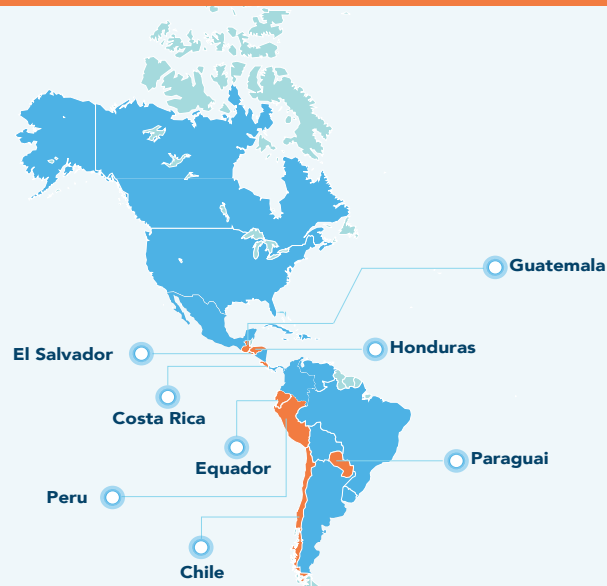 Guatemala
Honduras
El Salvador
Costa Rica
Equador
Paraguai
Peru
Chile